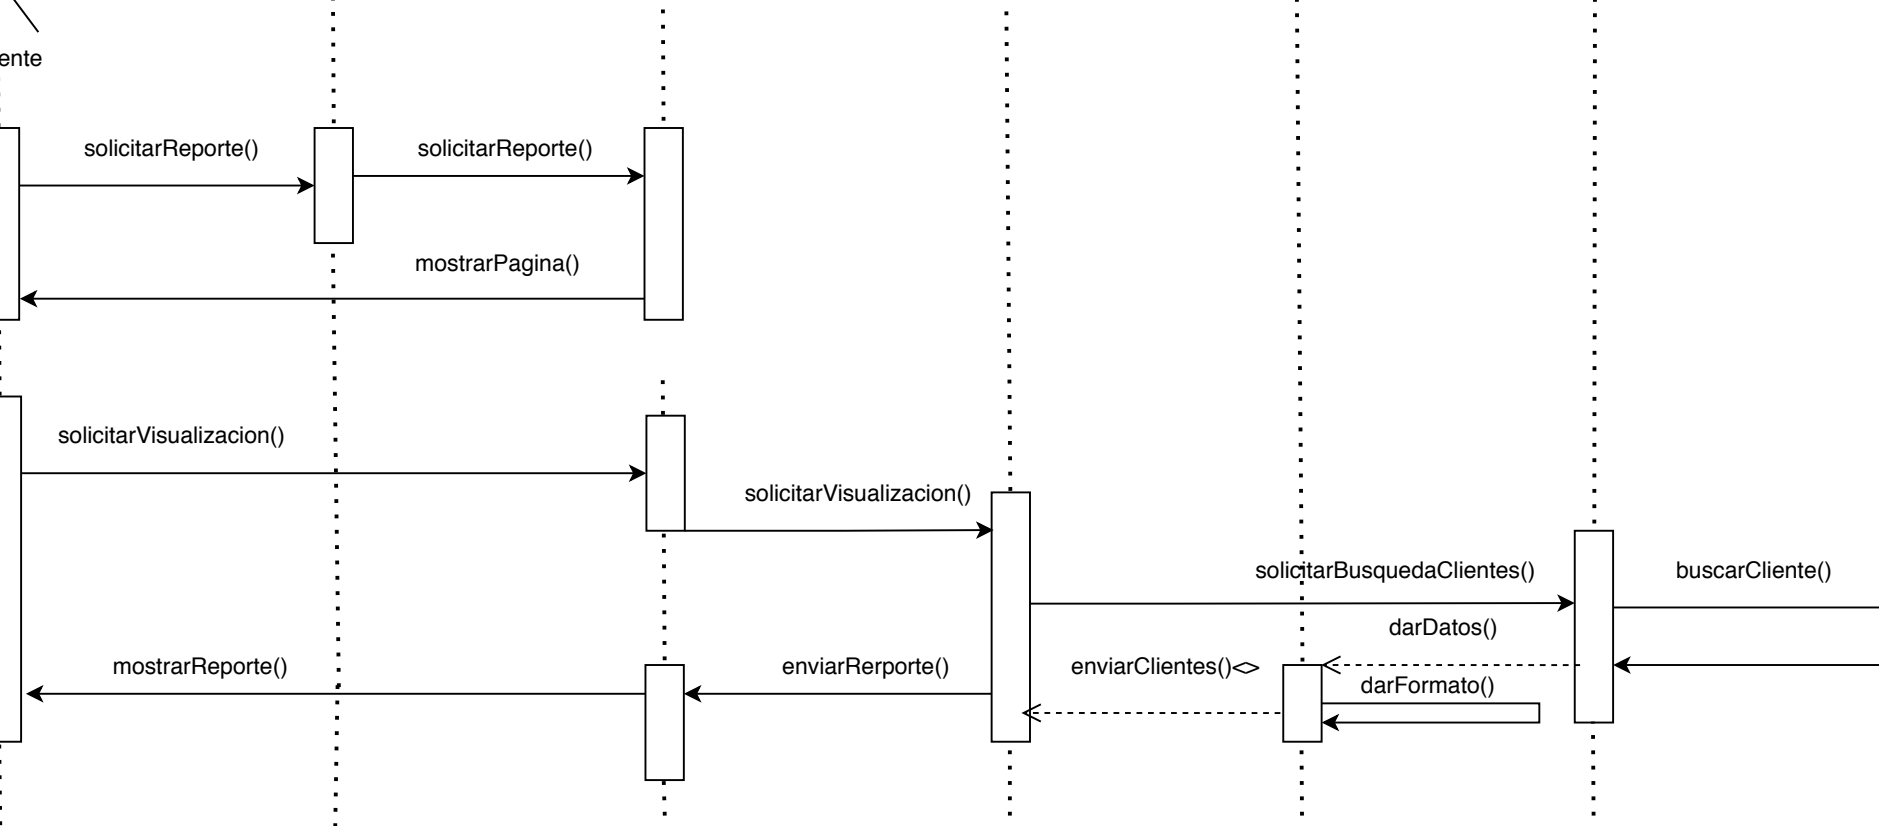 ente
solicitarReporte()
solicitarReporte()
mostrarPagina()
solicitarVisualizacion()
solicitarVisualizacion()
solicitarBusquedaClientes()
buscarCliente()
darDatos()
mostrarReporte()
enviarRerporte()
enviarClientes()<>
darFormato()